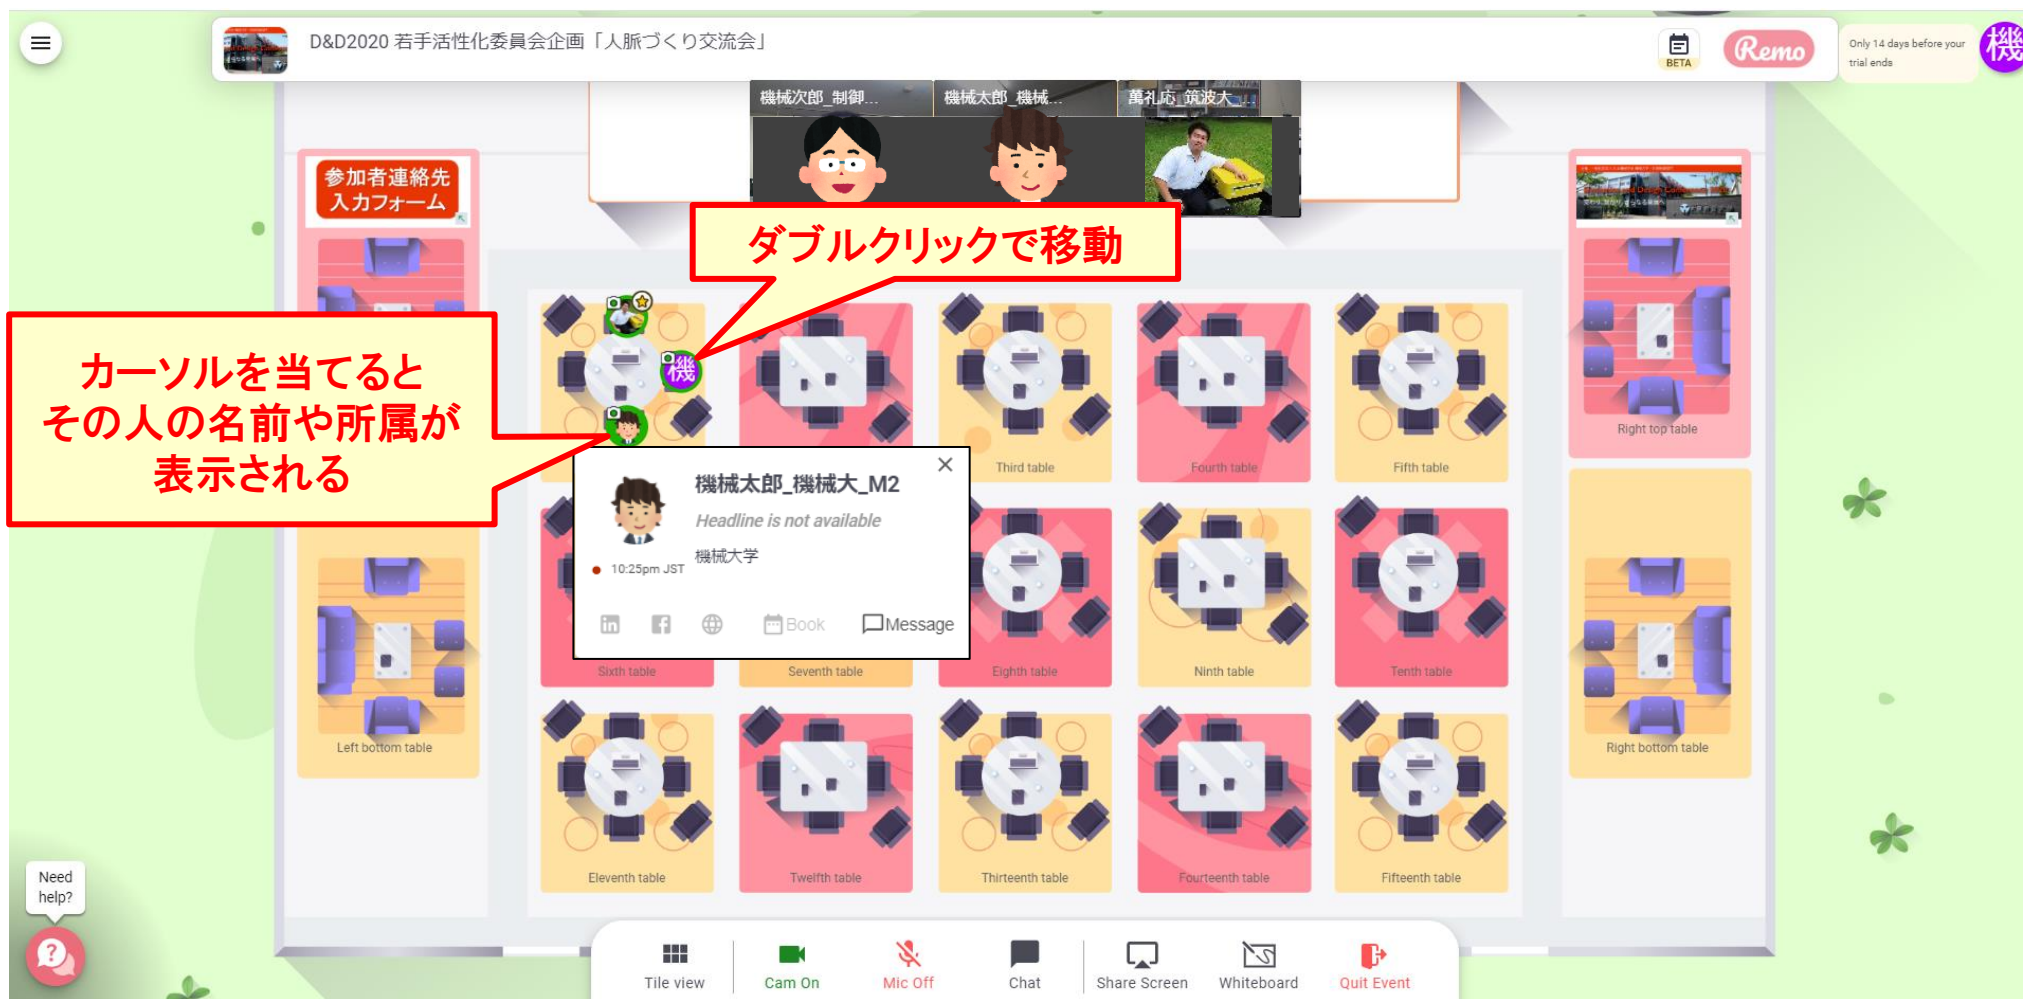 D&D2020 若手活性化委員会企画「人脈づくり交流会」
BETA
Remo
Only 14 days before your
trial ends
機
機械次郎_制御...
機械太郎_機械...
萬礼応_筑波大_...
参加者連絡先
入力フォーム
ダブルクリックで移動
カーソルを当てると
その人の名前や所属が
表示される
機
Third table
Fourth table
Fifth table
Right top table
機械太郎_機械大_M2
Headline is not available
機械大学
10:25pm JST
in
Book
Message
Sixth table
Seventh table
Eighth table
Ninth table
Tenth table
Left bottom table
Right bottom table
Eleventh table
Twelfth table
Thirteenth table
Fourteenth table
Fifteenth table
Need
help?
Tile view
Cam On
Mic Off
Chat
Share Screen
Whiteboard
Quit Event